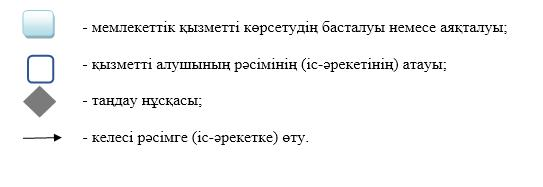 - мемлекеттік қызметті көрсетудің басталуы немесе аяқталуы;
- қызметті алушының рәсімінің (іс-әрекетінің) атауы;
- таңдау нұсқасы;
- келесі рәсімге (іс-әрекетке) өту.